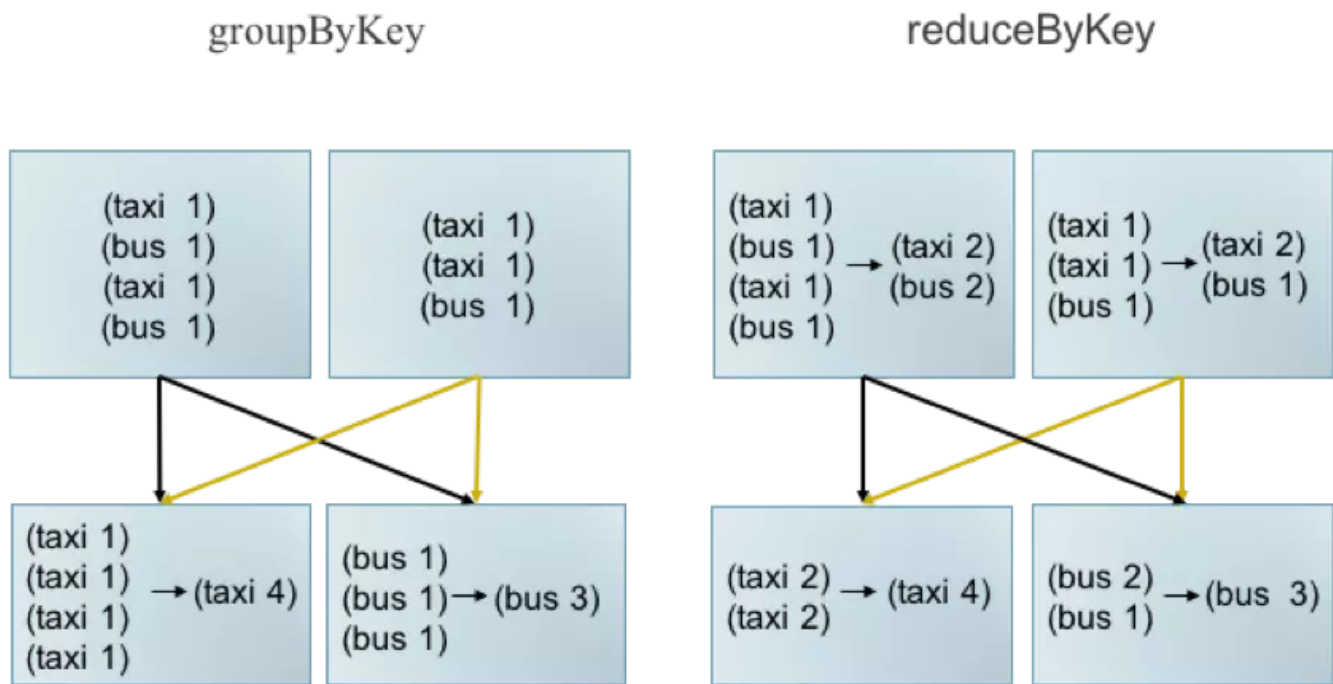 groupByKey
reduceByKey
(taxi 1)
(bus 1)
(taxi 1)
(bus 1)
(taxi 1)
(taxi 1)
(bus 1)
(taxi 1)
(bus 1)
(taxi 1)
(bus 1)
(taxi 2)
(bus 2)
(taxi 1)
(taxi 1)
(bus 1)
(taxi 2)
(bus 1)
(taxi 1)
(taxi 1)
(taxi 1)
(taxi 1)
(taxi 4)
(bus 1)
(bus 1)
(bus 1)
(bus 3)
(taxi 2)
(taxi 2)
(taxi 4)
(bus 2)
(bus 1)
(bus 3)